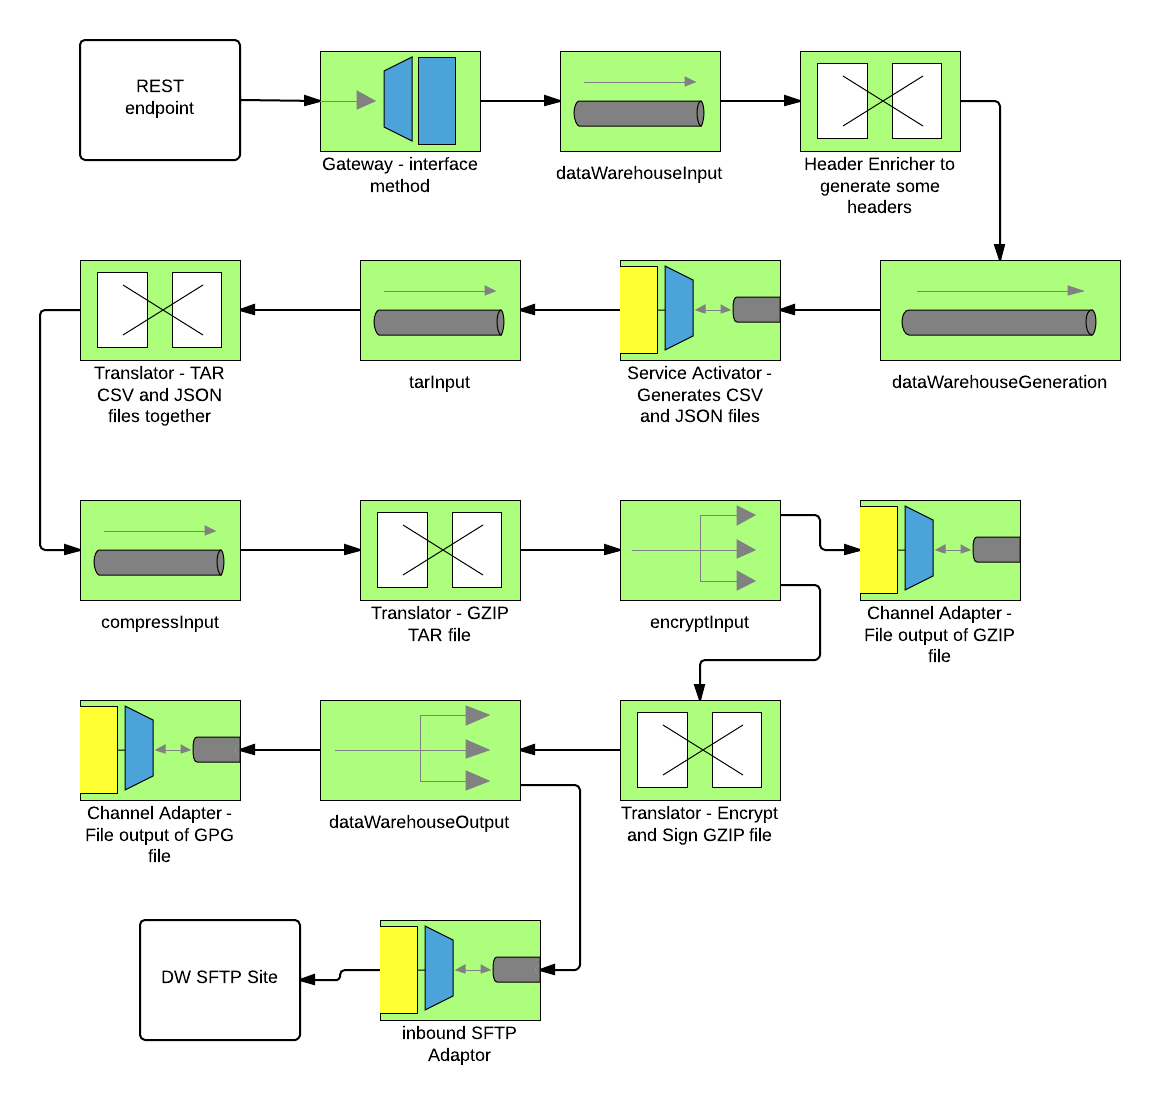 REST
endpoint
Gateway - interface
method
dataWarehouseInput
Header Enricher to
generate some
headers
Translator - TAR
CSV and JSON
files together
tarInput
Service Activator -
Generates CSV
and JSON files
dataWarehouseGeneration
compressInput
Translator - GZIP
TAR file
encryptInput
Channel Adapter -
File output of GZIP
file
Channel Adapter -
File output of GPG
file
dataWarehouseOutput
Translator - Encrypt
and Sign GZIP file
DW SFTP Site
inbound SFTP
Adaptor